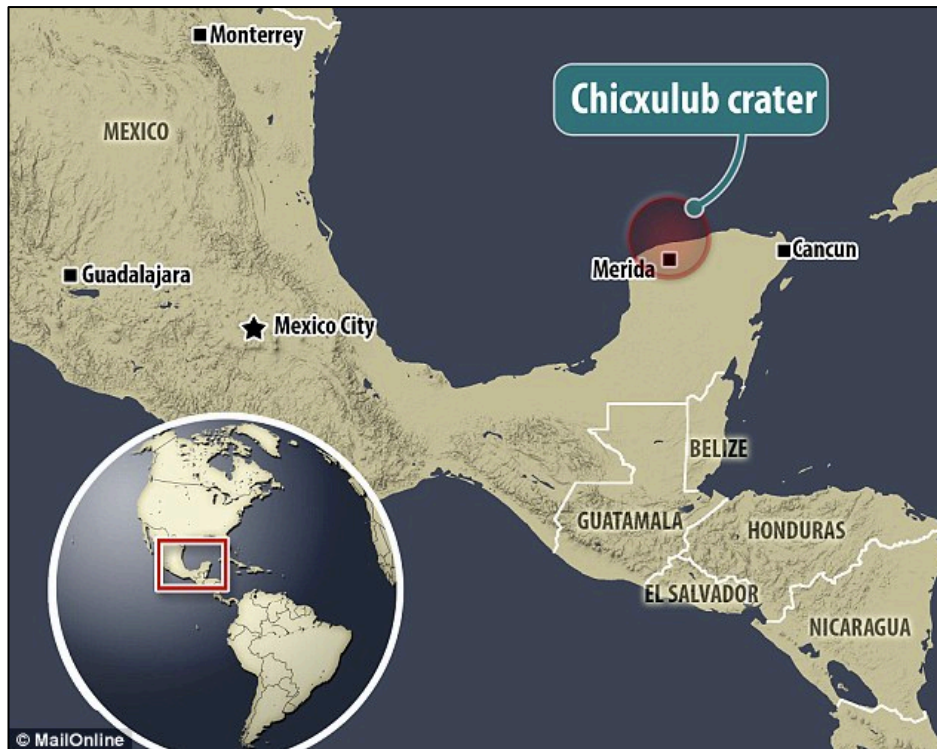 Monterrey
Chicxulub crater
MEXICO
Cancun
Merida
Guadalajara
Mexico City
BELIZE
GUATAMALA
HONDURAS
EL SALVADOR
NICARAGUA
© MailOnline